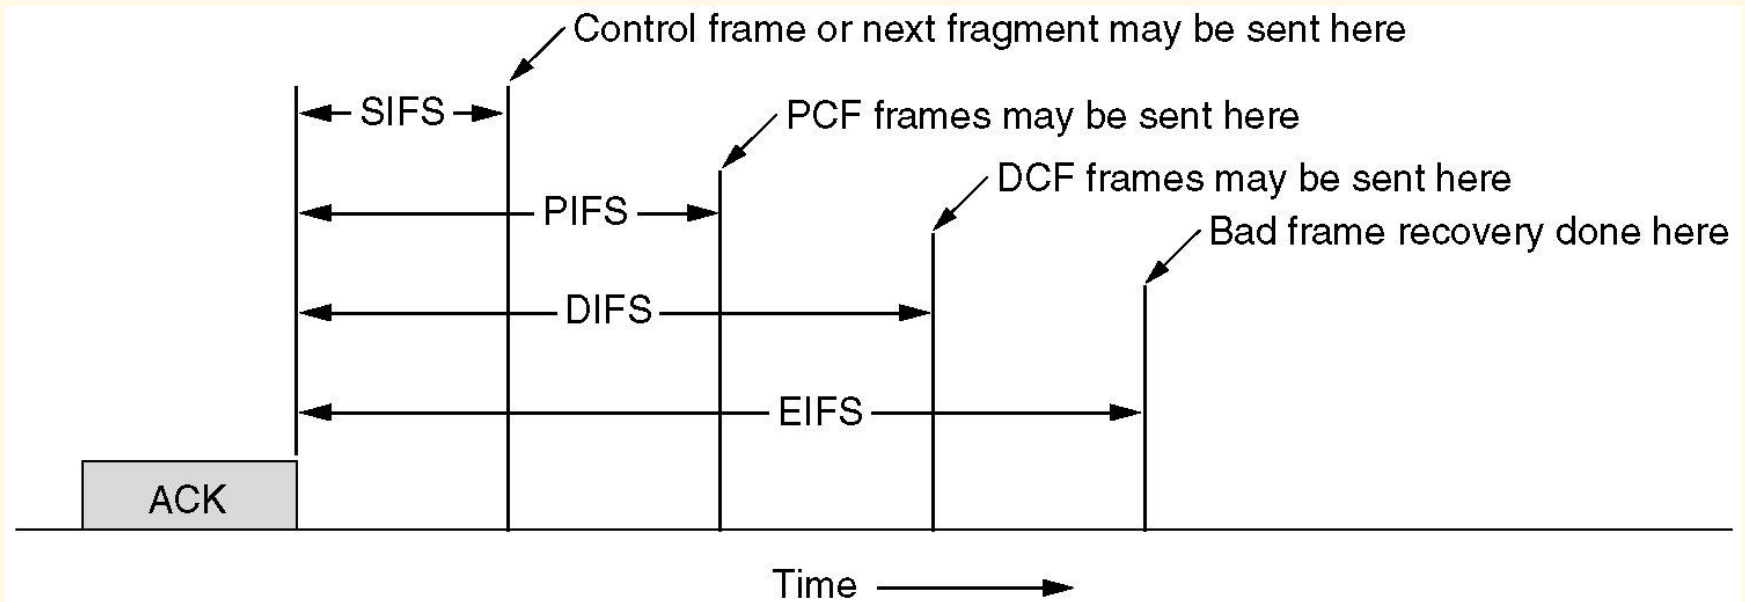 Control frame or next fragment may be sent here
SIFS
PCF frames may be sent here
DCF frames may be sent here
PIFS
Bad frame recovery done here
DIFS
EIFS
ACK
Time